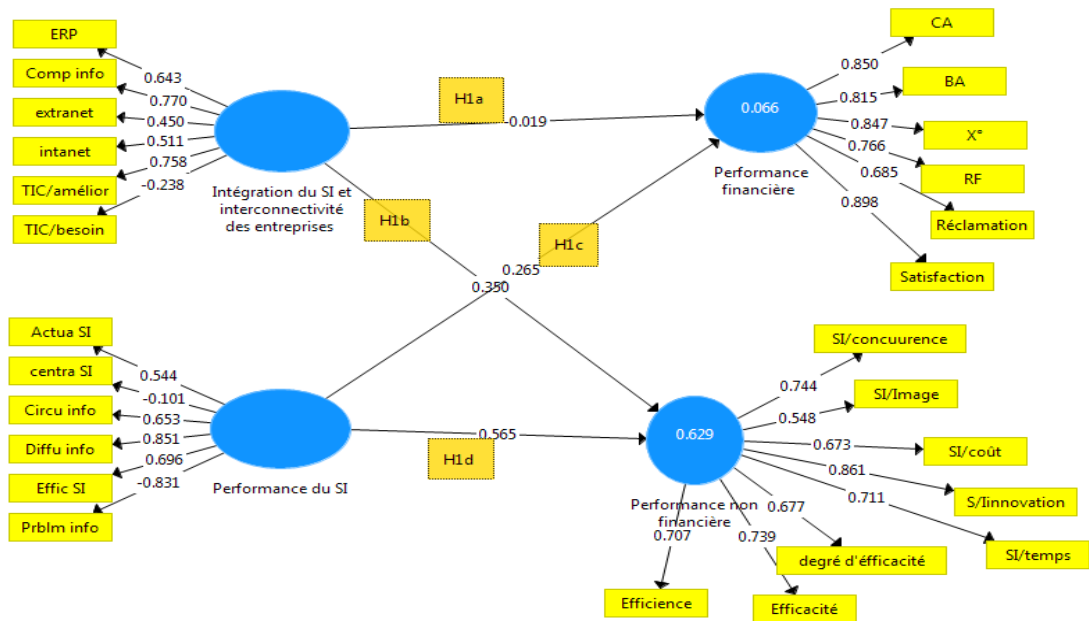 ERP
Comp info
extranet
intanet
TIC/amélior
TIC/besoin
0.643
0.770
0.450
0.511
0.758
-0.238
Intégration du SI et
interconnectivité
des entreprises
H1a
-0.019
H1b
H1c
0.265
0.350
0.066
Performance
financière
0.850
0.815
0.847
0.766
0.685
0.898
CA
BA
X°
RF
Réclamation
Satisfaction
Actua SI
centra SI
Circu info
Diffu info
Effic SI
Prblm info
0.544
-0.101
0.653
0.851
0.696
-0.831
Performance du SI
0.565
H1d
0.629
Performance non
financière
0.744
0.548
0.673
0.861
0.711
0.677
0.739
0.707
SI/concuurence
SI/Image
SI/coût
S/Iinnovation
SI/temps
degré d'éfficacité
Efficacité
Efficience